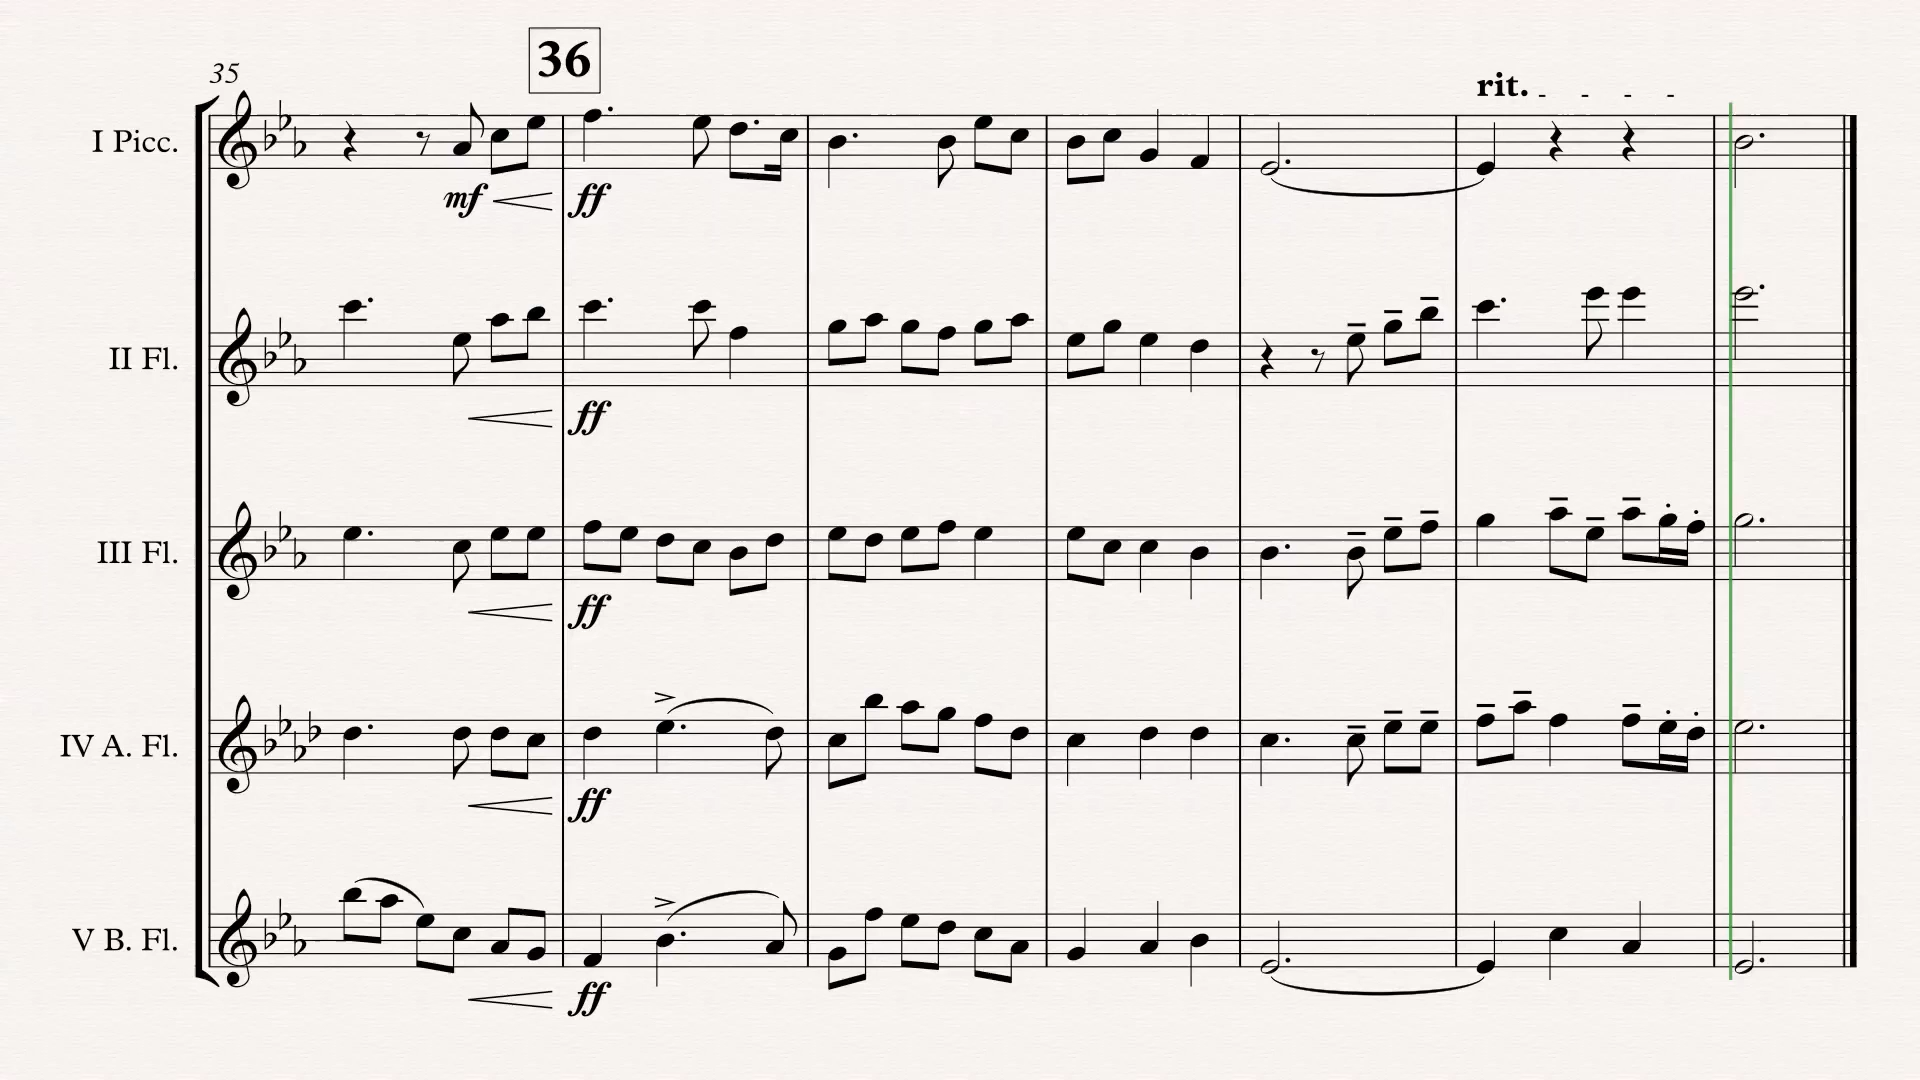 36
35
rit.
I Picc.
mf ff
II Fl.
ff
III Fl.
ff
IV A. Fl.
ff
V B. Fl.
ff